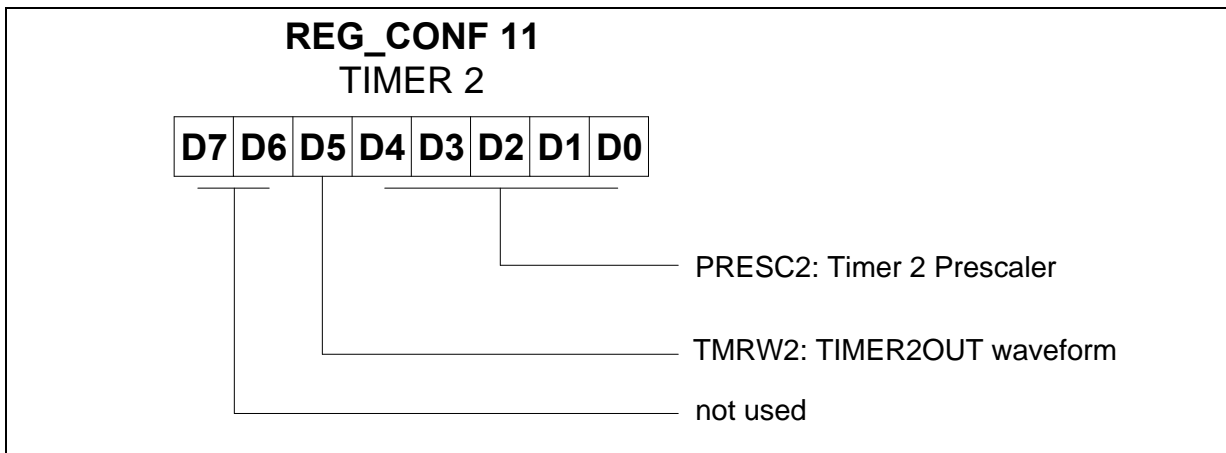 REG_CONF 11
TIMER 2
D7 D6 D5 D4 D3 D2 D1 D0
PRESC2: Timer 2 Prescaler
TMRW2: TIMER2OUT waveform
not used